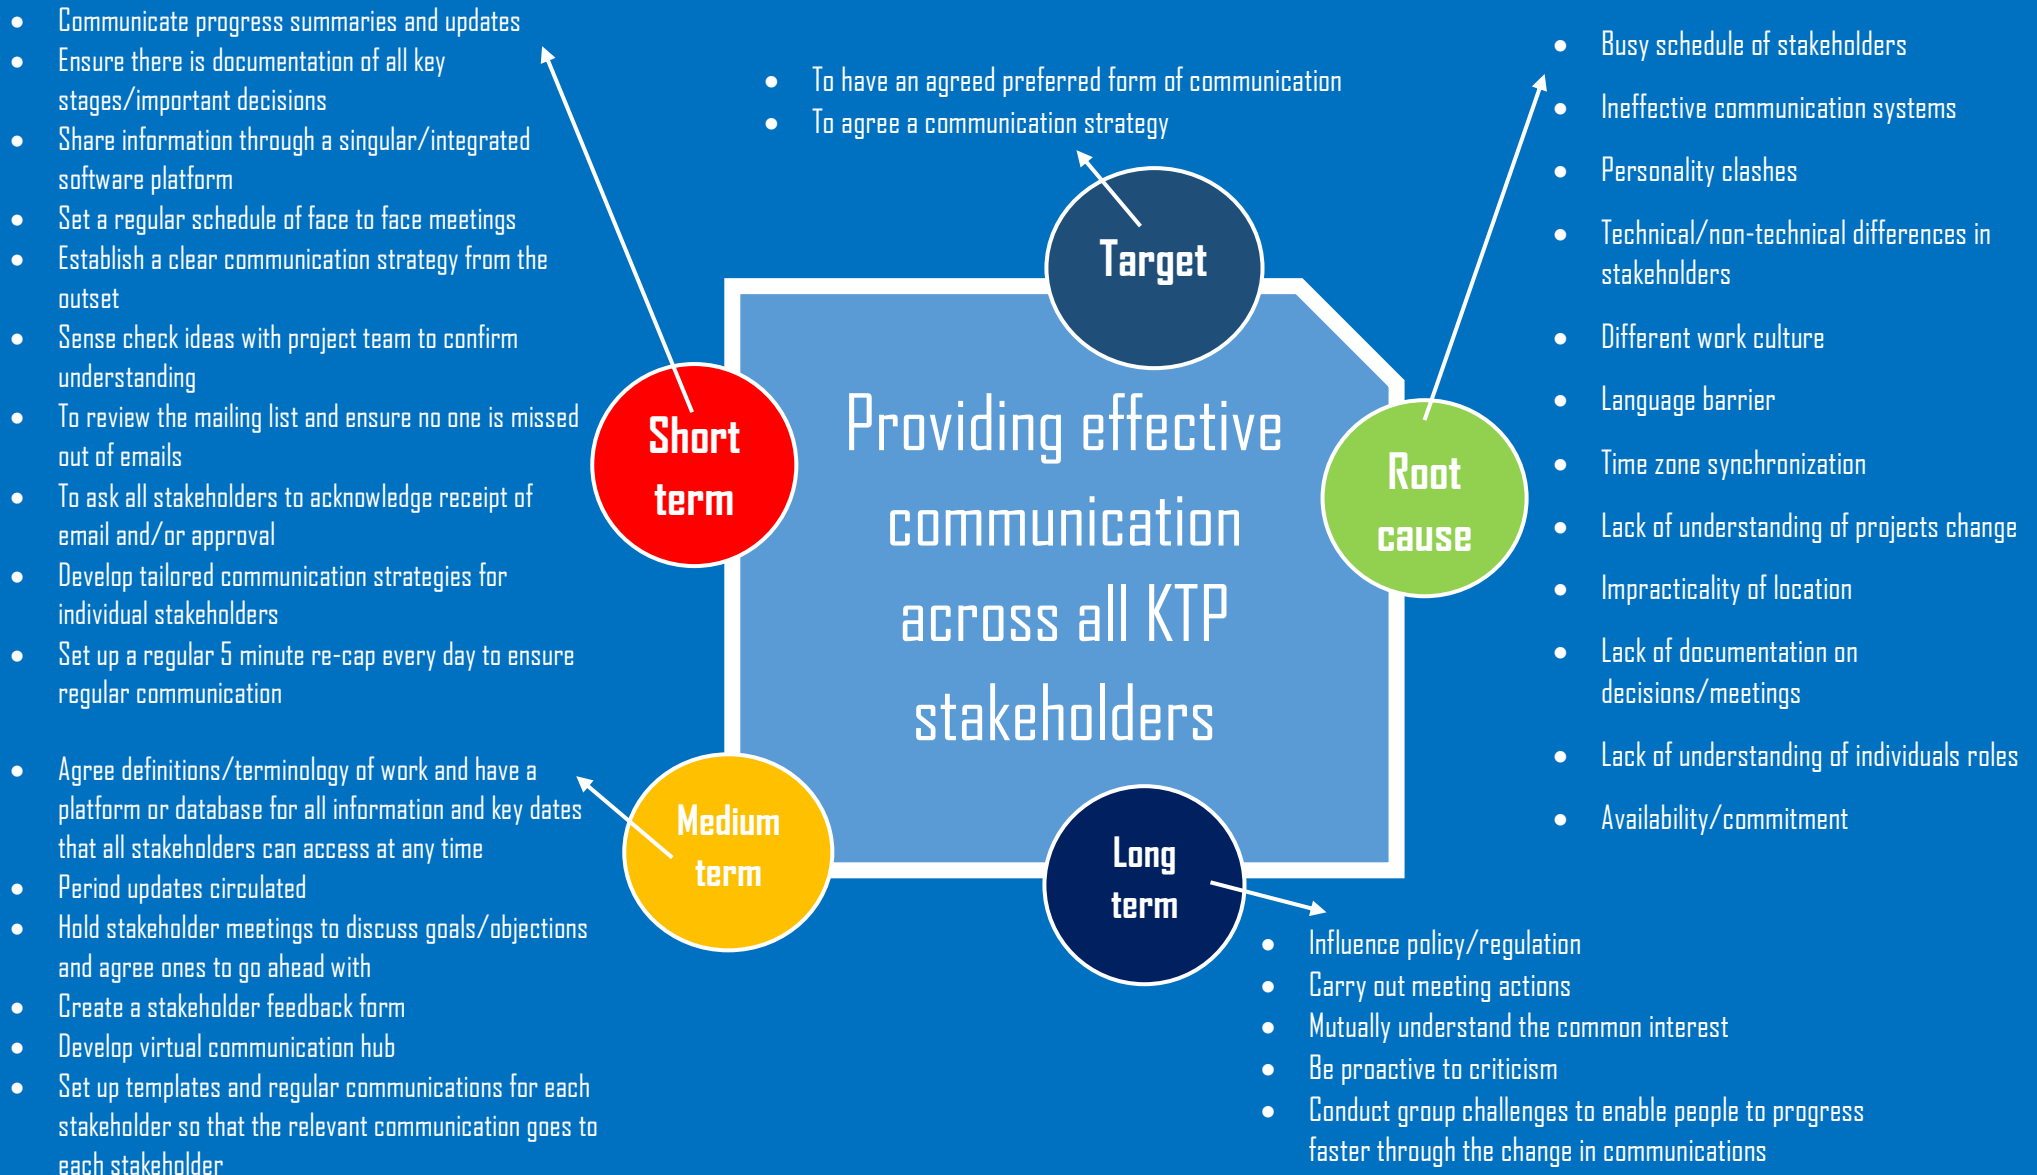 Communicate progress summaries and updates
Ensure there is documentation of all key
stages/important decisions
Share information through a singular/integrated
software platform
Set a regular schedule of face to face meetings
Establish a clear communication strategy from the
outset
Sense check ideas with project team to confirm
understanding
To review the mailing list and ensure no one is missed
out of emails
To ask all stakeholders to acknowledge receipt of
email and/or approval
Develop tailored communication strategies for
individual stakeholders
Set up a regular 5 minute re-cap every day to ensure
regular communication
Agree definitions/terminology of work and have a
platform or database for all information and key dates
that all stakeholders can access at any time
Period updates circulated
Hold stakeholder meetings to discuss goals/objections
and agree ones to go ahead with
Create a stakeholder feedback form
Develop virtual communication hub
Set up templates and regular communications for each
stakeholder so that the relevant communication goes to
each stakeholder
To have an agreed preferred form of communication
To agree a communication strategy
Target
Short
term
Providing effective
communication
across all KTP
stakeholders
Root
cause
Medium
term
Long
term
Busy schedule of stakeholders
Ineffective communication systems
Personality clashes
Technical/non-technical differences in
stakeholders
Different work culture
Language barrier
Time zone synchronization
Lack of understanding of projects change
Impracticality of location
Lack of documentation on
decisions/meetings
Lack of understanding of individuals roles
Availability/commitment
Influence policy/regulation
Carry out meeting actions
Mutually understand the common interest
Be proactive to criticism
Conduct group challenges to enable people to progress
faster through the change in communications